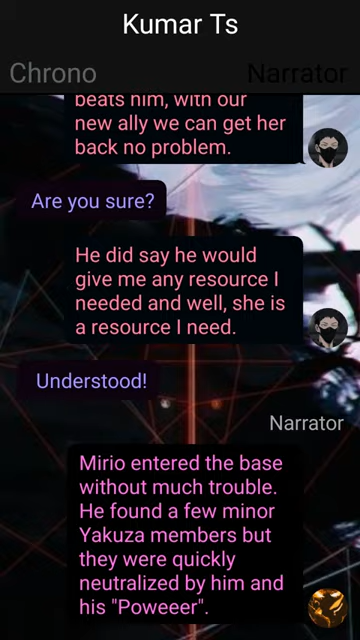 Kumar Ts
Chrono
Narrator
beats him, with our
new ally we can get her
back no problem.
Are you sure?
He did say he would
give me any resource I
needed and well, she is
a resource I need.
Understood!
Narrator
Mirio entered the base
without much trouble.
He found a few minor
Yakuza members but
they were quickly
neutralized by him and
his "Poweeer".